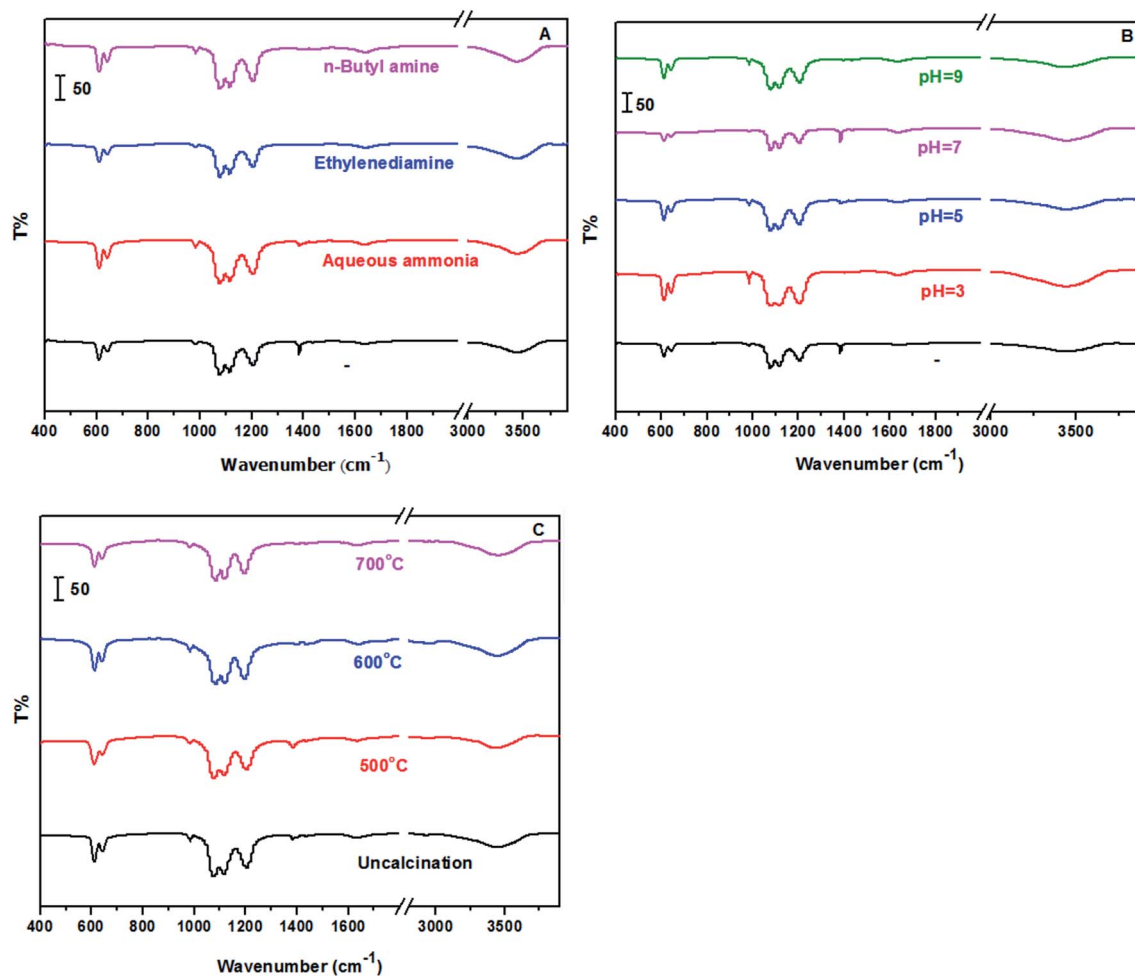 A
n-Butyl amine
50
Ethylenediamine
Aqueous ammonia
-
T%
400 600 800 1000 1200 1400 1600 1800 2000 3000 3500
Wavenumber (cm-1)
B
pH=9
50
pH=7
pH=5
pH=3
-
T%
400 600 800 1000 1200 1400 1600 1800 3000 3500
Wavenumber (cm-1)
C
700°C
50
600°C
500°C
Uncalcination
T%
400 600 800 1000 1200 1400 1600 3000 3500
Wavenumber (cm-1)